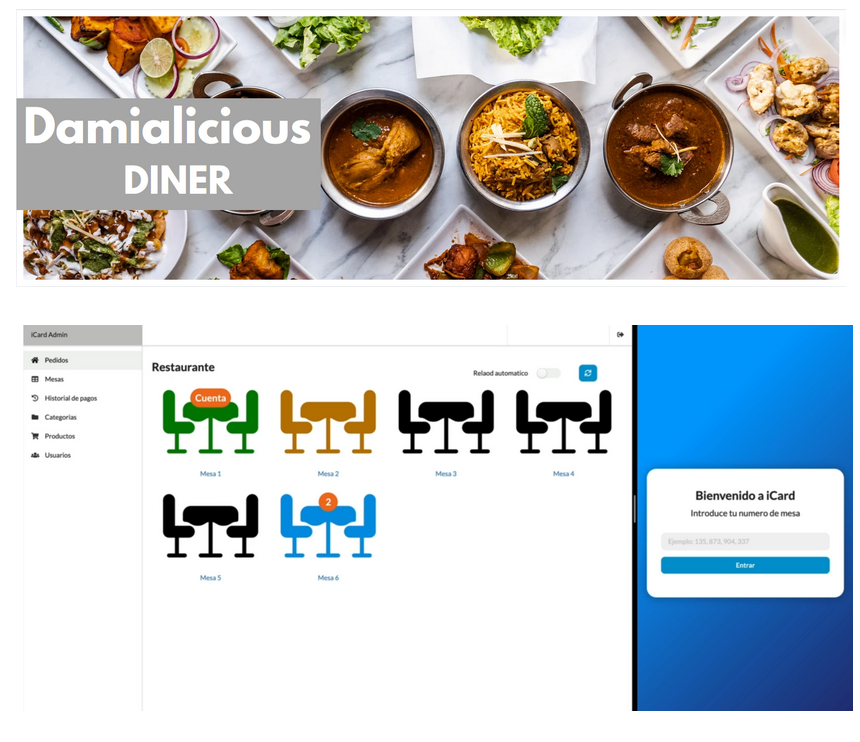 Damialicious
DINER
iCard Admin
Pedidos
Mesas
Historial de pagos
Categorias
Productos
Usuarios
Restaurante
Relaod automatico
Cuenta
Mesa 1
Mesa 2
Mesa 3
Mesa 4
Mesa 5
2
Mesa 6
Bienvenido a iCard
Introduce tu numero de mesa
Ejemplo: 135, 873, 904, 337
Entrar